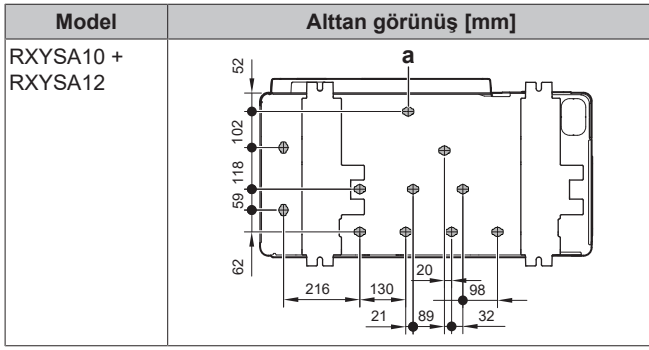 Model
Alttan görünüş [mm]
RXYSA10 +
RXYSA12
a
52
102
118
59
62
216
130
20
98
21
89
32